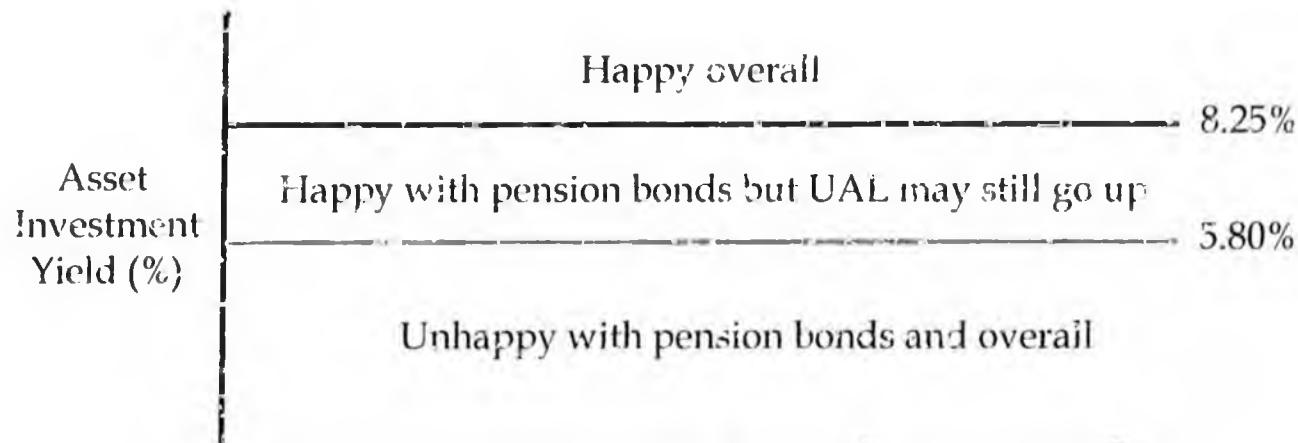 Happy overall
8.25%
Asset
Investment
Yield (%)
Happy with pension bonds but UAL may still go up
5.80%
Unhappy with pension bonds and overall